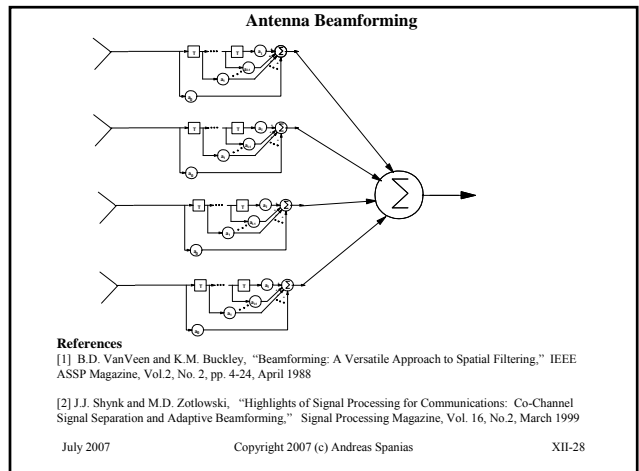 Antenna Beamforming
T T
T T
T T
T T
Σ
References
[1] B.D. VanVeen and K.M. Buckley, “Beamforming: A Versatile Approach to Spatial Filtering,” IEEE
ASSP Magazine, Vol.2, No. 2, pp. 4-24, April 1988
[2] J.J. Shynk and M.D. Zotlowski, “Highlights of Signal Processing for Communications: Co-Channel
Signal Separation and Adaptive Beamforming,” Signal Processing Magazine, Vol. 16, No.2, March 1999
July 2007 Copyright 2007 (c) Andreas Spanias XII-28